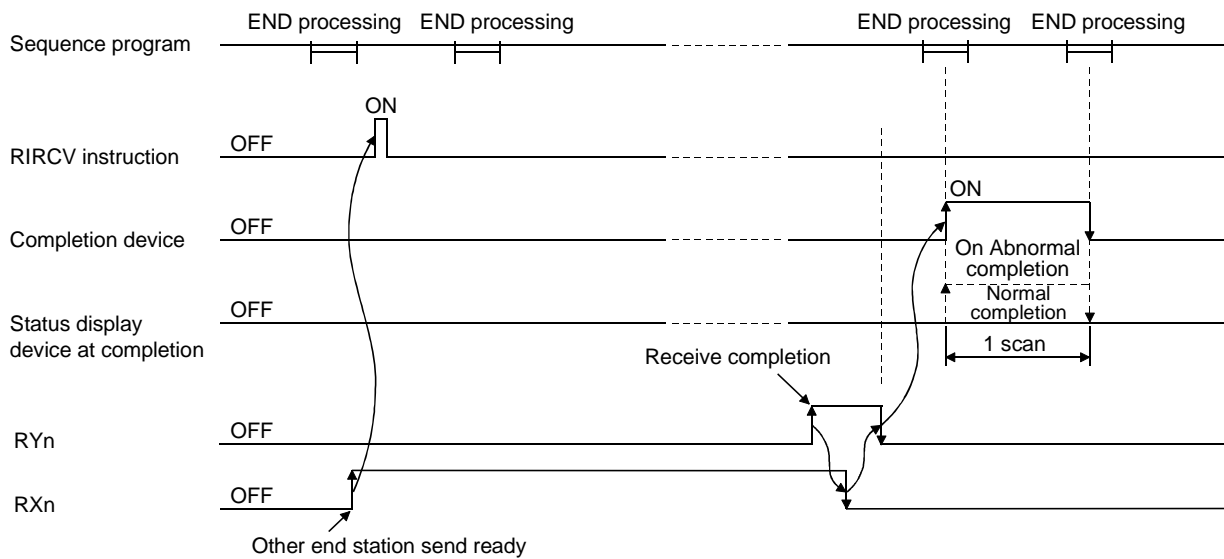 END processing
END processing
END processing
END processing
Sequence program
ON
OFF
RIRCV instruction
ON
OFF
Completion device
On Abnormal
completion
Normal
completion
OFF
Status display
device at completion
1 scan
Receive completion
OFF
RYn
OFF
RXn
Other end station send ready